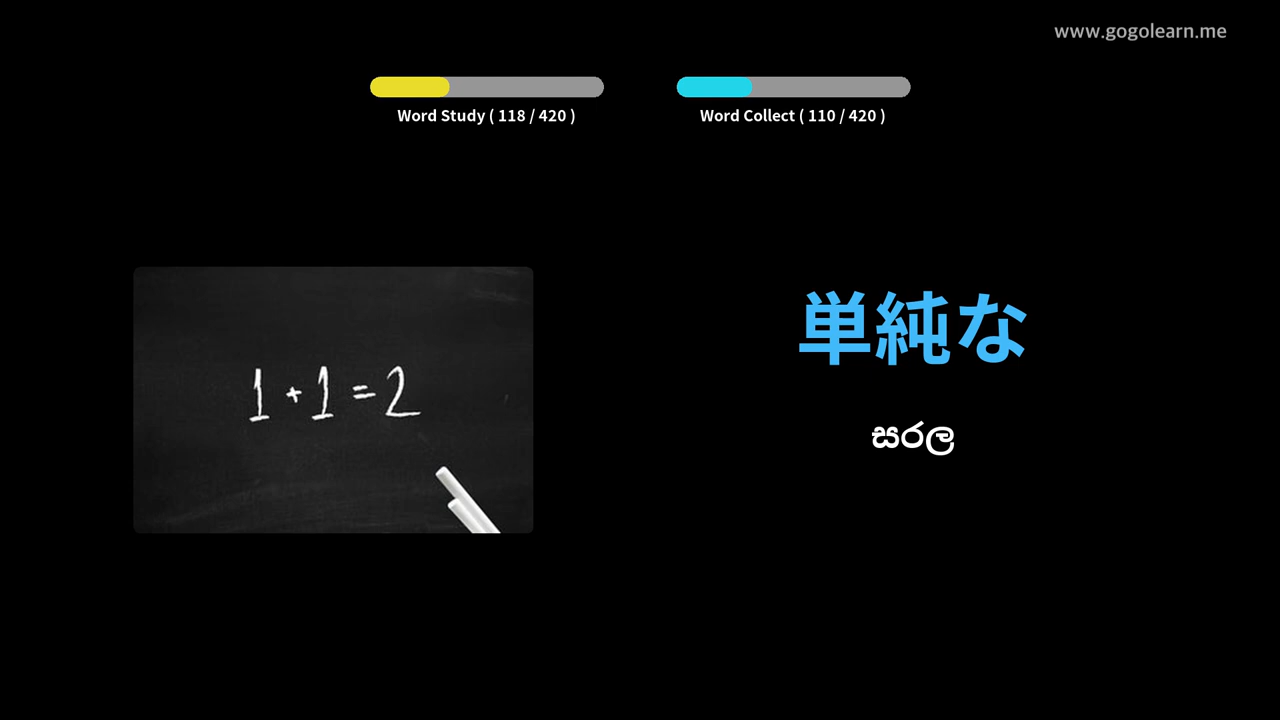 www.gogolearn.me
Word Study ( 118 / 420 )
Word Collect ( 110 / 420 )
1 + 1 = 2
単純な
සරල